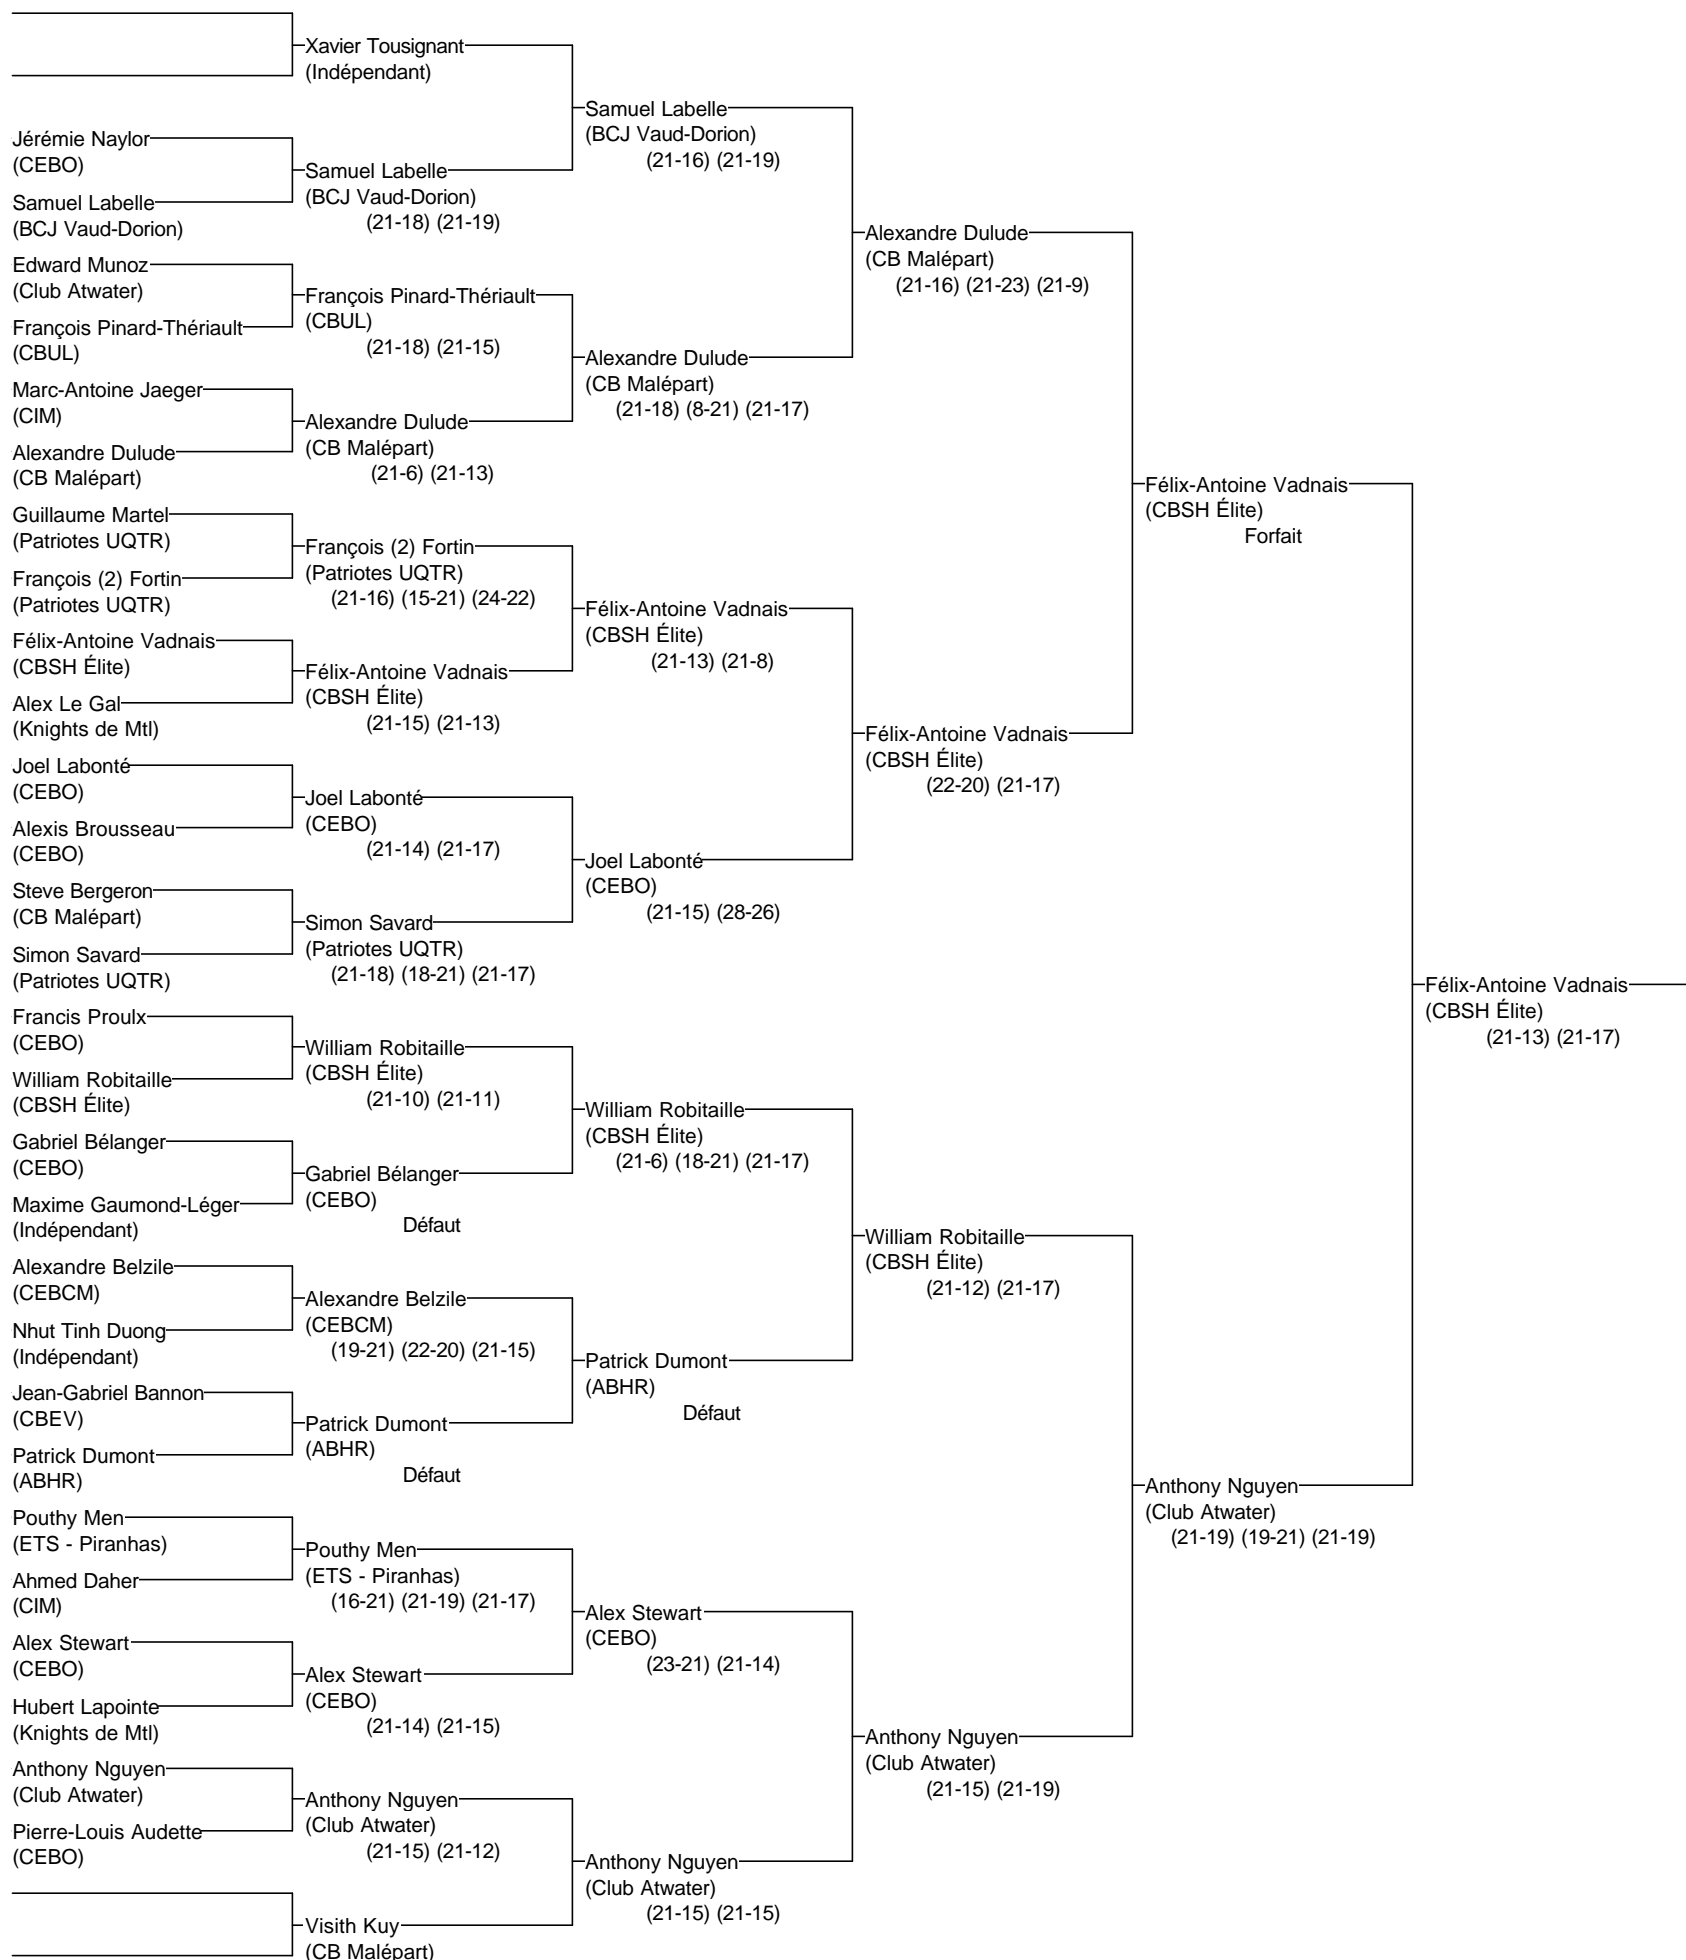 Xavier Tousignant
(Indépendant)
Samuel Labelle
(BCJ Vaud-Dorion)
(21-16) (21-19)
Jérémie Naylor
(CEBO)
Samuel Labelle
(BCJ Vaud-Dorion)
(21-18) (21-19)
Samuel Labelle
(BCJ Vaud-Dorion)
Alexandre Dulude
(CB Malépart)
(21-16) (21-23) (21-9)
Edward Munoz
(Club Atwater)
François Pinard-Thériault
(CBUL)
(21-18) (21-15)
François Pinard-Thériault
(CBUL)
Alexandre Dulude
(CB Malépart)
(21-18) (8-21) (21-17)
Marc-Antoine Jaeger
(CIM)
Alexandre Dulude
(CB Malépart)
(21-6) (21-13)
Alexandre Dulude
(CB Malépart)
Félix-Antoine Vadnais
(CBSH Élite)
Forfait
Guillaume Martel
(Patriotes UQTR)
François (2) Fortin
(Patriotes UQTR)
(21-16) (15-21) (24-22)
François (2) Fortin
(Patriotes UQTR)
Félix-Antoine Vadnais
(CBSH Élite)
(21-13) (21-8)
Félix-Antoine Vadnais
(CBSH Élite)
Félix-Antoine Vadnais
(CBSH Élite)
(21-15) (21-13)
Alex Le Gal
(Knights de Mtl)
Félix-Antoine Vadnais
(CBSH Élite)
(22-20) (21-17)
Joel Labonté
(CEBO)
Joel Labonté
(CEBO)
(21-14) (21-17)
Alexis Brousseau
(CEBO)
Joel Labonté
(CEBO)
(21-15) (28-26)
Steve Bergeron
(CB Malépart)
Simon Savard
(Patriotes UQTR)
(21-18) (18-21) (21-17)
Simon Savard
(Patriotes UQTR)
Félix-Antoine Vadnais
(CBSH Élite)
(21-13) (21-17)
Francis Proulx
(CEBO)
William Robitaille
(CBSH Élite)
(21-10) (21-11)
William Robitaille
(CBSH Élite)
William Robitaille
(CBSH Élite)
(21-6) (18-21) (21-17)
Gabriel Bélanger
(CEBO)
Gabriel Bélanger
(CEBO)
Défaut
Maxime Gaumond-Léger
(Indépendant)
William Robitaille
(CBSH Élite)
(21-12) (21-17)
Alexandre Belzile
(CEBCM)
Alexandre Belzile
(CEBCM)
(19-21) (22-20) (21-15)
Nhut Tinh Duong
(Indépendant)
Patrick Dumont
(ABHR)
Défaut
Jean-Gabriel Bannon
(CBEV)
Patrick Dumont
(ABHR)
Défaut
Patrick Dumont
(ABHR)
Anthony Nguyen
(Club Atwater)
(21-19) (19-21) (21-19)
Pouthy Men
(ETS - Piranhas)
Pouthy Men
(ETS - Piranhas)
(16-21) (21-19) (21-17)
Ahmed Daher
(CIM)
Alex Stewart
(CEBO)
(23-21) (21-14)
Alex Stewart
(CEBO)
Alex Stewart
(CEBO)
(21-14) (21-15)
Hubert Lapointe
(Knights de Mtl)
Anthony Nguyen
(Club Atwater)
(21-15) (21-19)
Anthony Nguyen
(Club Atwater)
Anthony Nguyen
(Club Atwater)
(21-15) (21-12)
Pierre-Louis Audette
(CEBO)
Anthony Nguyen
(Club Atwater)
(21-15) (21-15)
Visith Kuy
(CB Malépart)